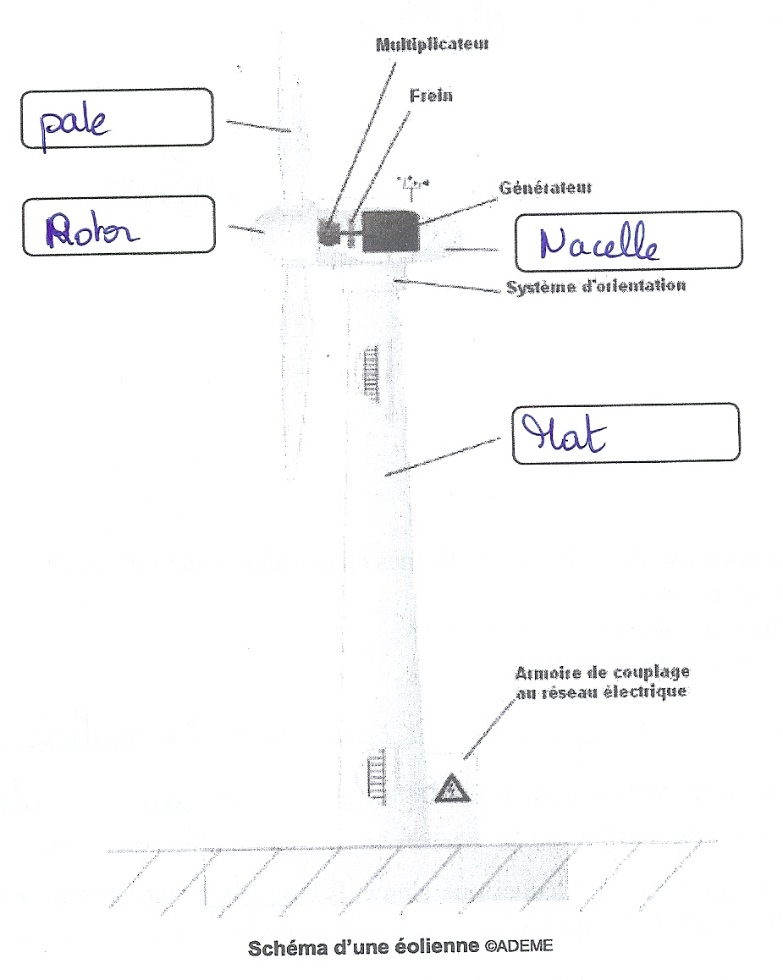 Multiplicateur
Frein
pale
Générateur
Rotor
Nacelle
Système d'orientation
Mat
Armoire de couplage
au réseau électrique
Schéma d'une éolienne ©ADEME